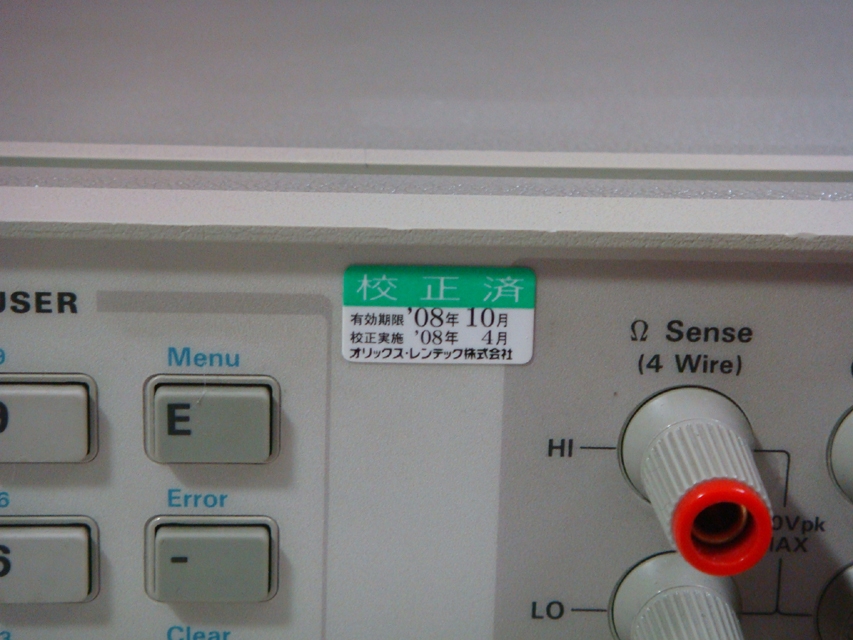 USER
校正済
有効期限 '08年 10月
校正実施 '08年 4月
オリックス・レンテック株式会社
Ω Sense
(4 Wire)
9
Menu
E
HI
6
Error
-
LO
Clear